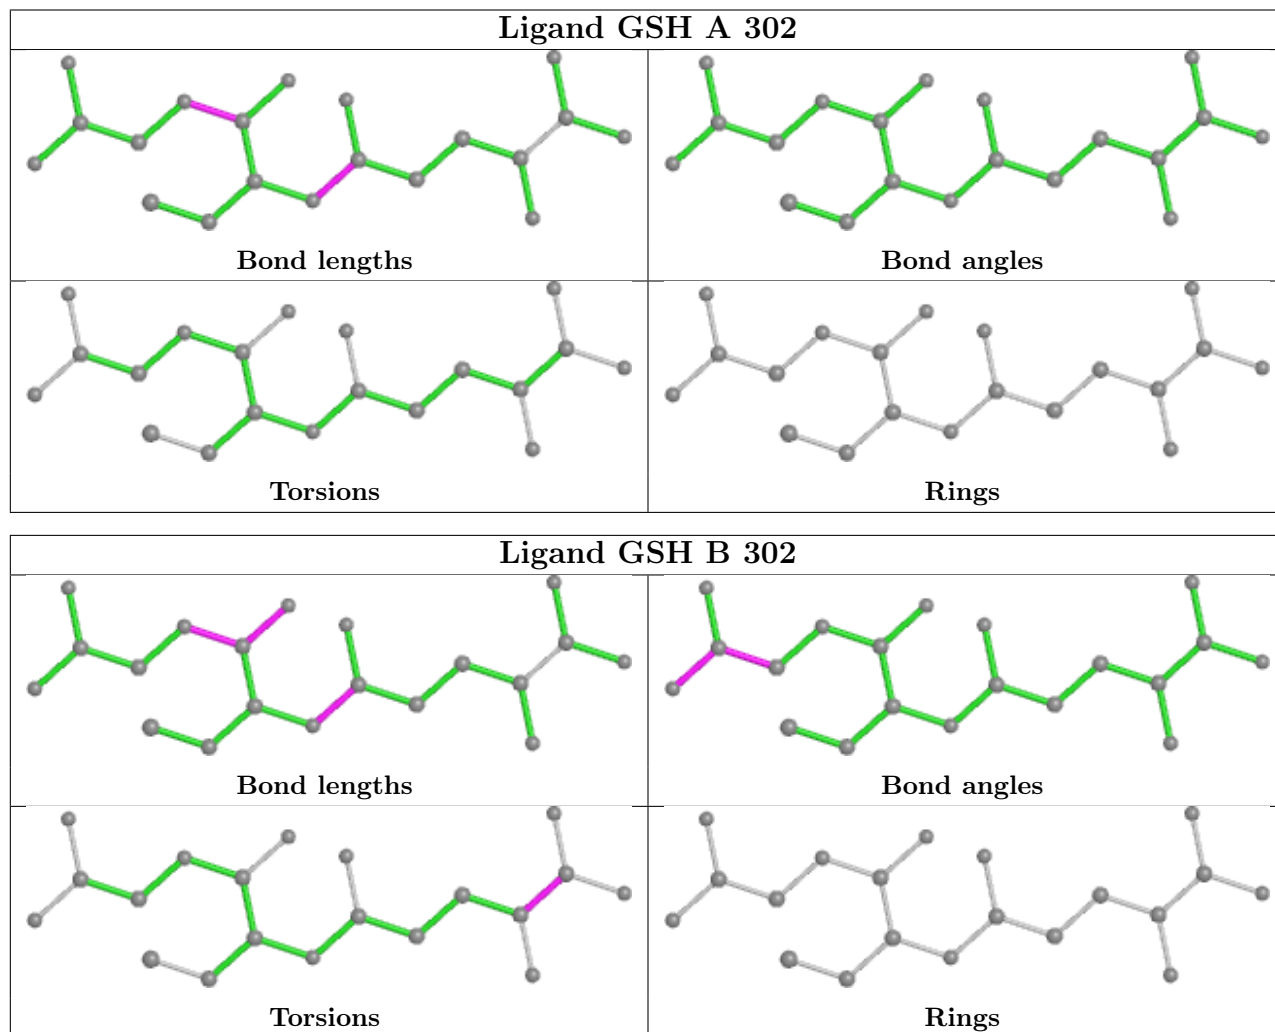 Ligand GSH A 302
Bond lengths
Bond angles
Torsions
Rings
Ligand GSH B 302
Bond lengths
Bond angles
Torsions
Rings